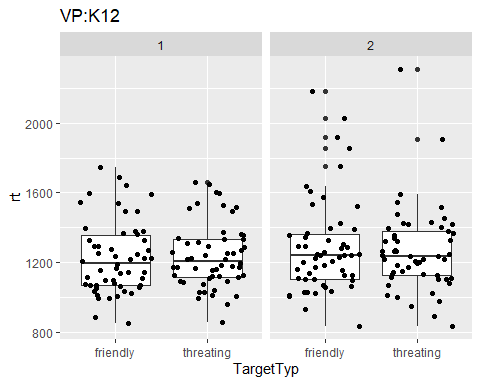 VP:K12
1 2
rt
2000
1600
1200
800
friendly threating friendly threating
TargetTyp